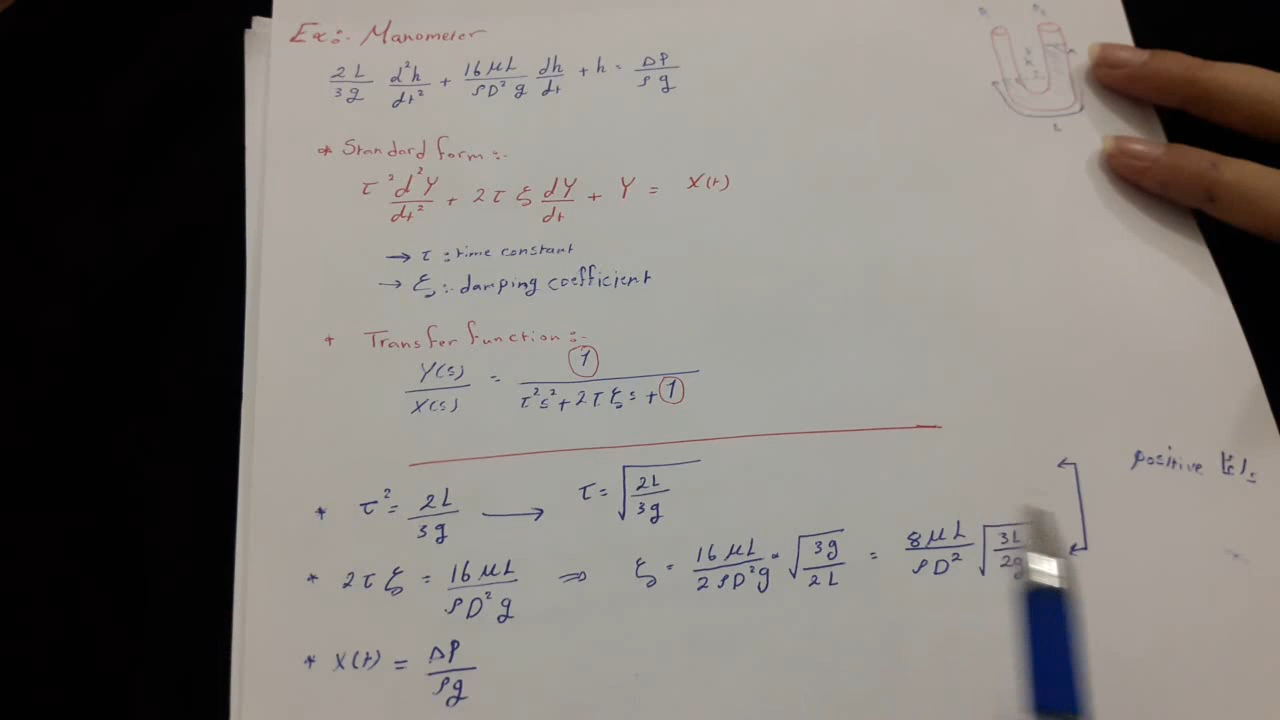 Ex:- Manometer
2L/3g d²h/dt² + 16μL/ρD²g dh/dt + h = ΔP/ρg
* Standard form:-
τ² d²Y/dt² + 2τξ dY/dt + Y = X(t)
→ τ : time constant
→ ξ :- damping coefficient
* Transfer function:-
Y(s)/X(s) = 1/(τ²s² + 2τξs + 1)
positive دائما
* τ² = 2L/3g → τ = √(2L/3g)
* 2τξ = 16μL/ρD²g ⇒ ξ = 16μL/2ρD²g * √(3g/2L) = 8μL/ρD² √(3L/2g)
* X(t) = ΔP/ρg